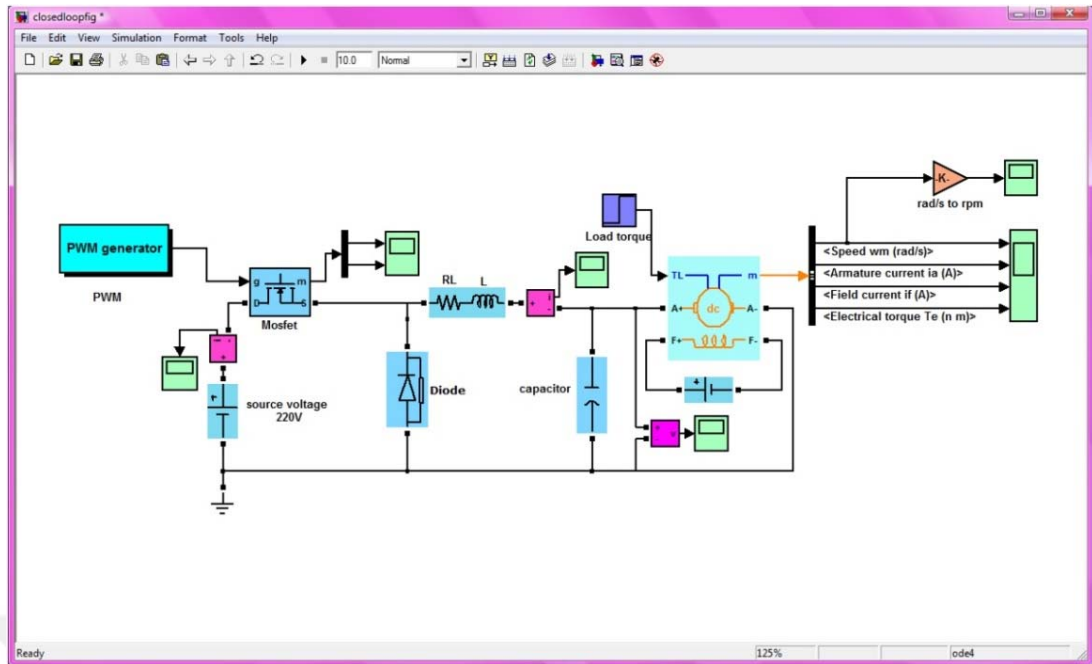 closedloopfig *
File Edit View Simulation Format Tools Help
10.0 Normal
-K-
rad/s to rpm
PWM generator
PWM
g m
D S
Mosfet
RL L
+ i
-
Load torque
TL m
A+ dc A-
F+ F-
<Speed wm (rad/s)>
<Armature current ia (A)>
<Field current if (A)>
<Electrical torque Te (n m)>
source voltage
220V
Diode
capacitor
+
+ v
-
Ready 125% ode4